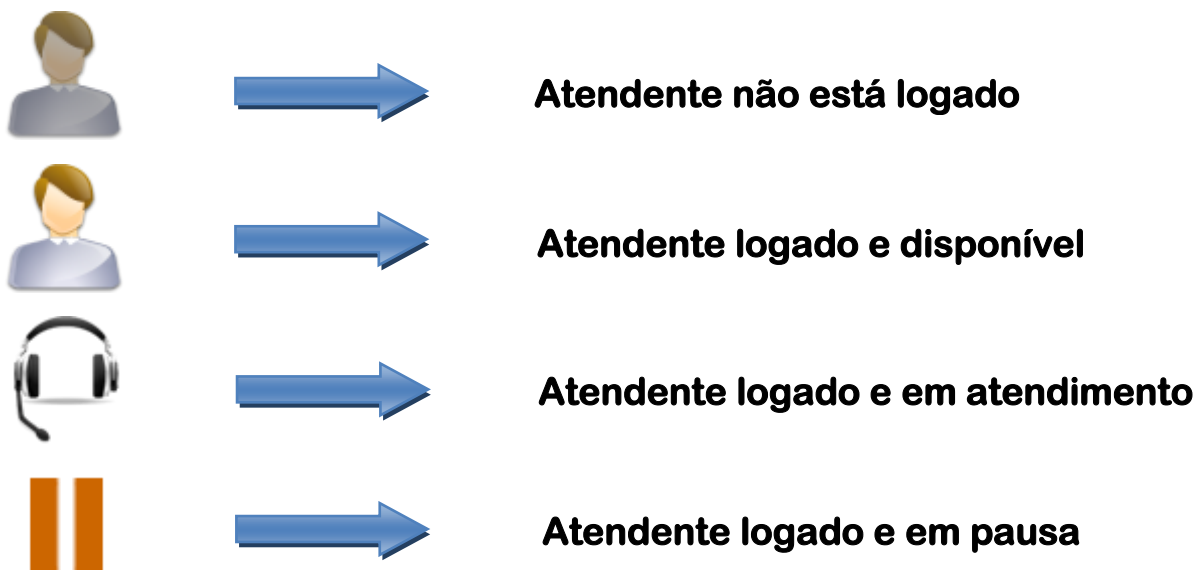 Atendente não está logado
Atendente logado e disponível
Atendente logado e em atendimento
Atendente logado e em pausa